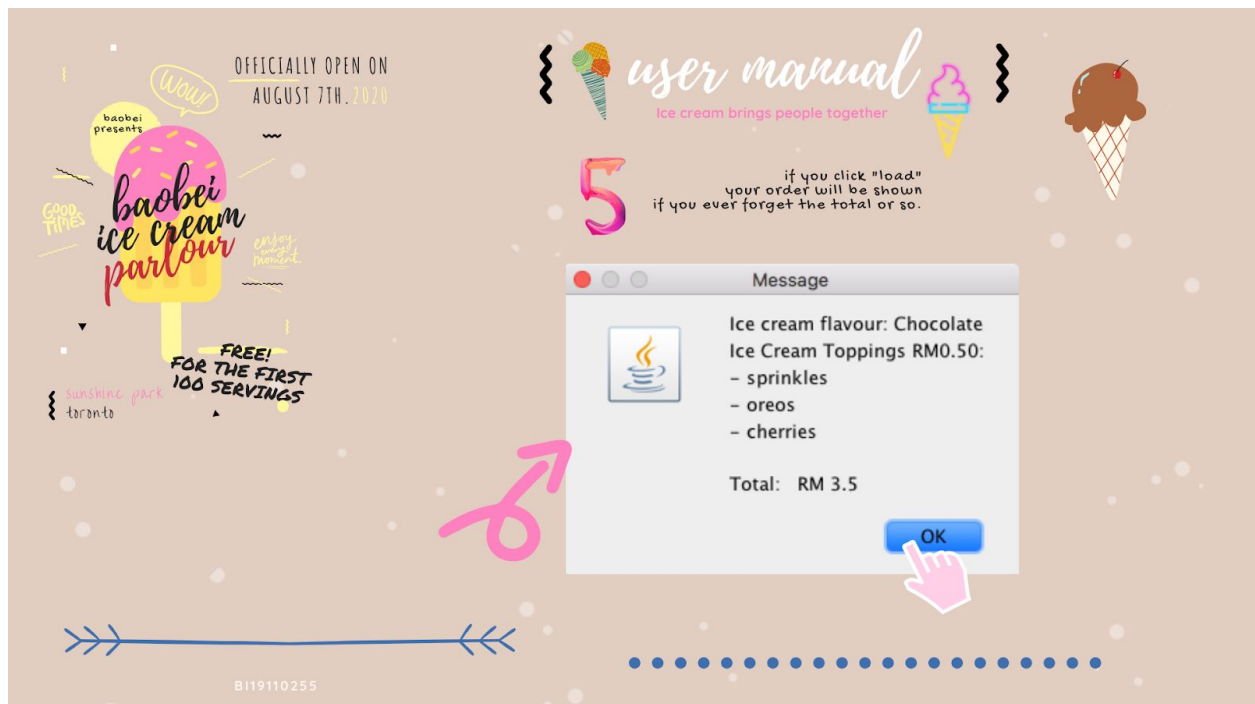 OFFICIALLY OPEN ON
AUGUST 7TH.2020
WOW!
baobei
presents
baobei
ice cream
parlour
GOOD
TIMES
enjoy
every
moment.
FREE!
FOR THE FIRST
100 SERVINGS
sunshine park
toronto
BI19110255
user manual
Ice cream brings people together
5
if you click "load"
your order will be shown
if you ever forget the total or so.
Message
Ice cream flavour: Chocolate
Ice Cream Toppings RM0.50:
– sprinkles
– oreos
– cherries
Total: RM 3.5
OK